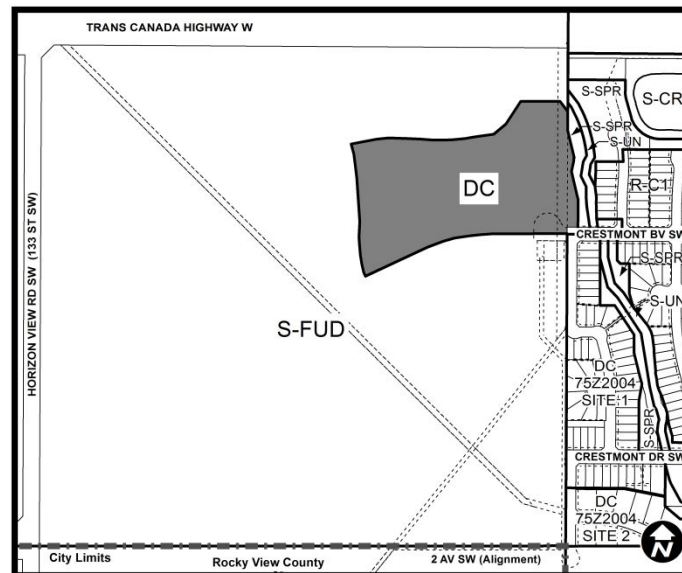 TRANS CANADA HIGHWAY W
S-SPR
S-CR
S-SPR
S-UN
R-C1
DC
CRESTMONT BV SW
HORIZON VIEW RD SW (133 ST SW)
S-SPR
S-UN
S-FUD
DC
75Z2004
SITE 1
S-SPR
CRESTMONT DR SW
DC
75Z2004
SITE 2
N
City Limits
Rocky View County
2 AV SW (Alignment)